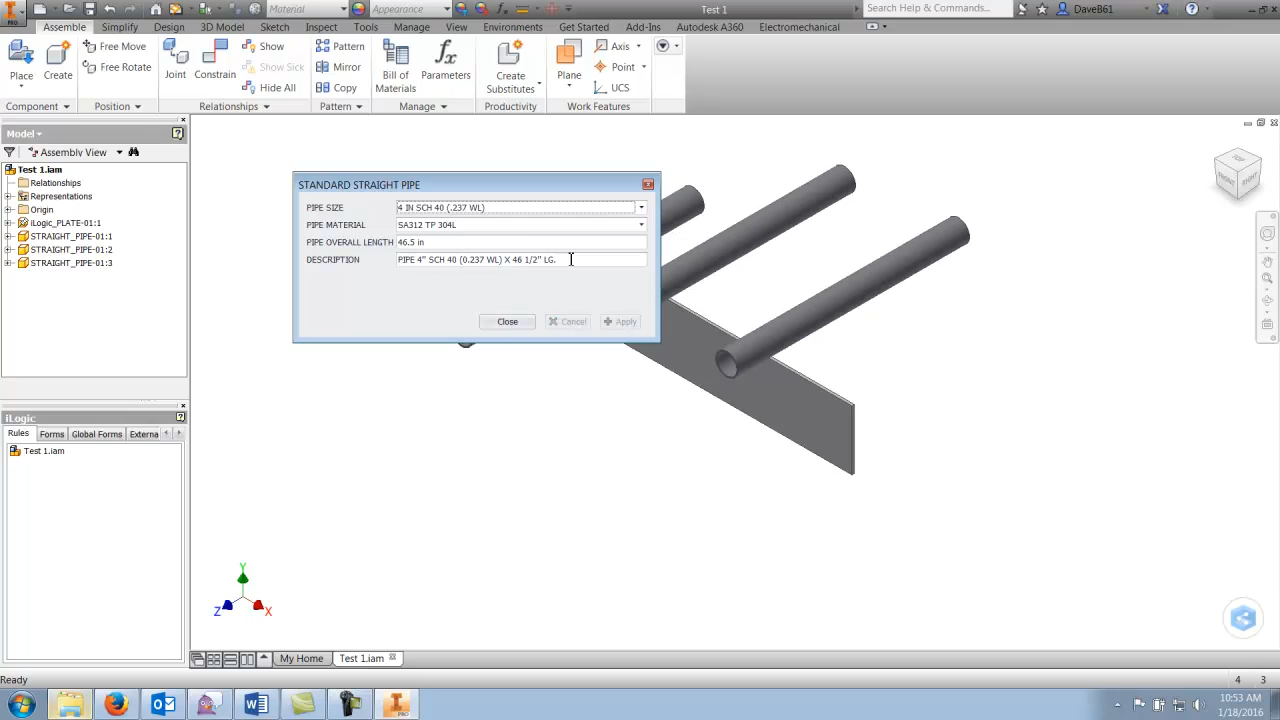 Material
Appearance
Test 1
Search Help & Commands...
DaveB61
PRO
Assemble Simplify Design 3D Model Sketch Inspect Tools Manage View Environments Get Started Add-Ins Autodesk A360 Electromechanical
Place
Create
Free Move
Free Rotate
Joint
Constrain
Show
Show Sick
Hide All
Pattern
Mirror
Copy
Bill of
Materials
Parameters
Create
Substitutes
Plane
Axis
Point
UCS
Component
Position
Relationships
Pattern
Manage
Productivity
Work Features
Model
Assembly View
Test 1.iam
Relationships
Representations
Origin
iLogic_PLATE-01:1
STRAIGHT_PIPE-01:1
STRAIGHT_PIPE-01:2
STRAIGHT_PIPE-01:3
STANDARD STRAIGHT PIPE
PIPE SIZE 4 IN SCH 40 (.237 WL)
PIPE MATERIAL SA312 TP 304L
PIPE OVERALL LENGTH 46.5 in
DESCRIPTION PIPE 4" SCH 40 (0.237 WL) X 46 1/2" LG.
Close Cancel Apply
TOP
FRONT
RIGHT
iLogic
Rules Forms Global Forms Externa
Test 1.iam
Y
Z
X
My Home Test 1.iam
Ready
4 3
PRO
10:53 AM
1/18/2016